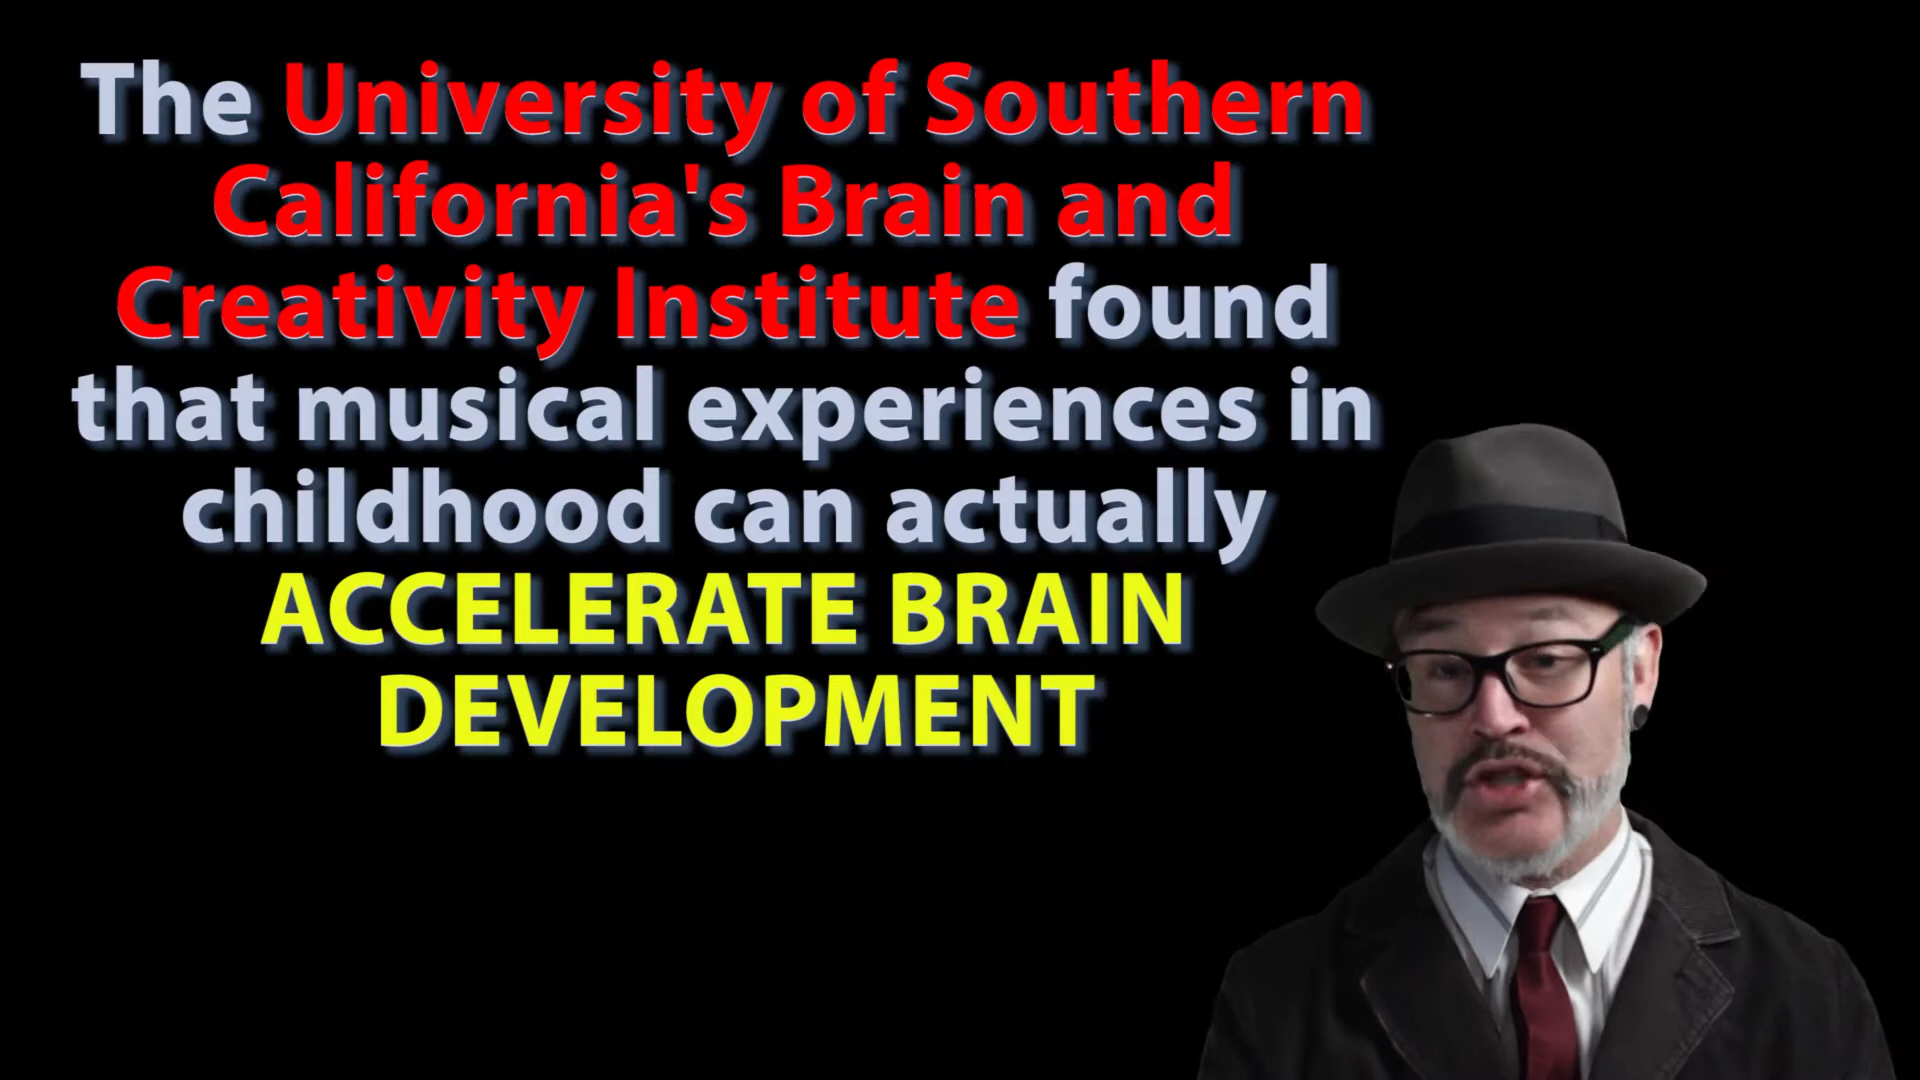 The University of Southern
California's Brain and
Creativity Institute found
that musical experiences in
childhood can actually
ACCELERATE BRAIN
DEVELOPMENT